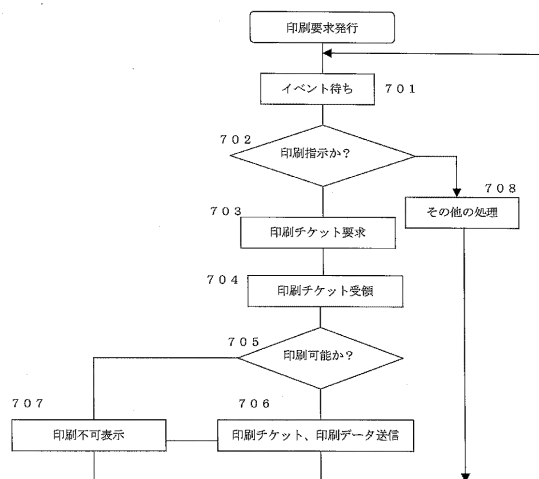 印刷要求発行
イベント待ち
７０１
７０２
印刷指示か？
７０８
その他の処理
７０３
印刷チケット要求
７０４
印刷チケット受領
７０５
印刷可能か？
７０７
７０６
印刷不可表示
印刷チケット、印刷データ送信